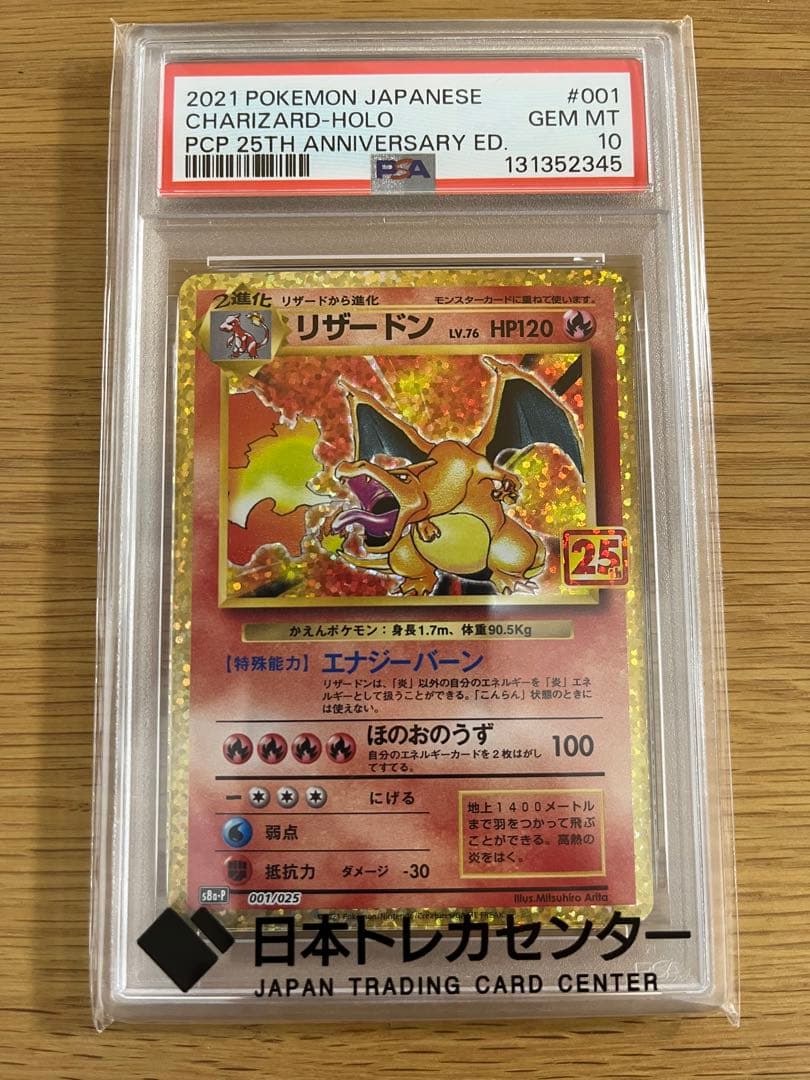 2021 POKEMON JAPANESE #001
CHARIZARD-HOLO GEM MT
PCP 25TH ANNIVERSARY ED. 10
PSA 131352345
2進化 リザードから進化 モンスターカードに重ねて使います。
リザードン LV.76 HP120
25th
かえんポケモン:身長1.7m、体重90.5Kg
【特殊能力】エナジーバーン
リザードンは、「炎」以外の自分のエネルギーを「炎」エネ
ルギーとして扱うことができる。「こんらん」状態のときに
は使えない。
ほのおのうず 100
自分のエネルギーカードを2枚はがし
てすてる。
にげる
弱点
抵抗力 ダメージ -30
地上1400メートル
まで羽をつかって飛ぶ
ことができる。高熱の
炎をはく。
s8a-P 001/025 Illus.Mitsuhiro Arita
©2021 Pokémon/Nintendo/Creatures/GAME FREAK
日本トレカセンター
JAPAN TRADING CARD CENTER